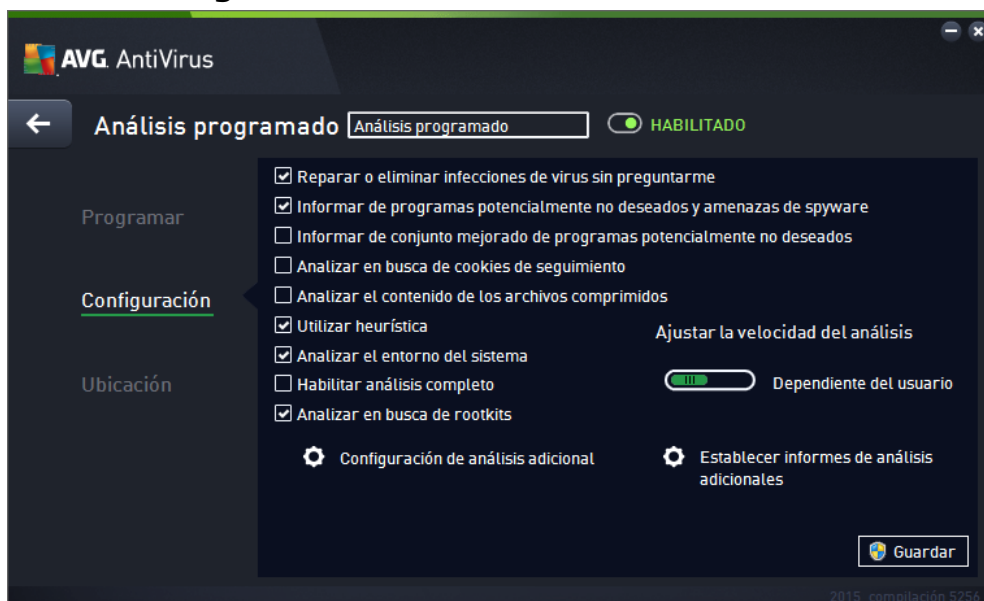 AVG. AntiVirus
Análisis programado
Análisis programado
HABILITADO
Programar
Configuración
Ubicación
Reparar o eliminar infecciones de virus sin preguntarme
Informar de programas potencialmente no deseados y amenazas de spyware
Informar de conjunto mejorado de programas potencialmente no deseados
Analizar en busca de cookies de seguimiento
Analizar el contenido de los archivos comprimidos
Utilizar heurística
Analizar el entorno del sistema
Habilitar análisis completo
Analizar en busca de rootkits
Ajustar la velocidad del análisis
Dependiente del usuario
Configuración de análisis adicional
Establecer informes de análisis
adicionales
Guardar
2015 compilación 5256